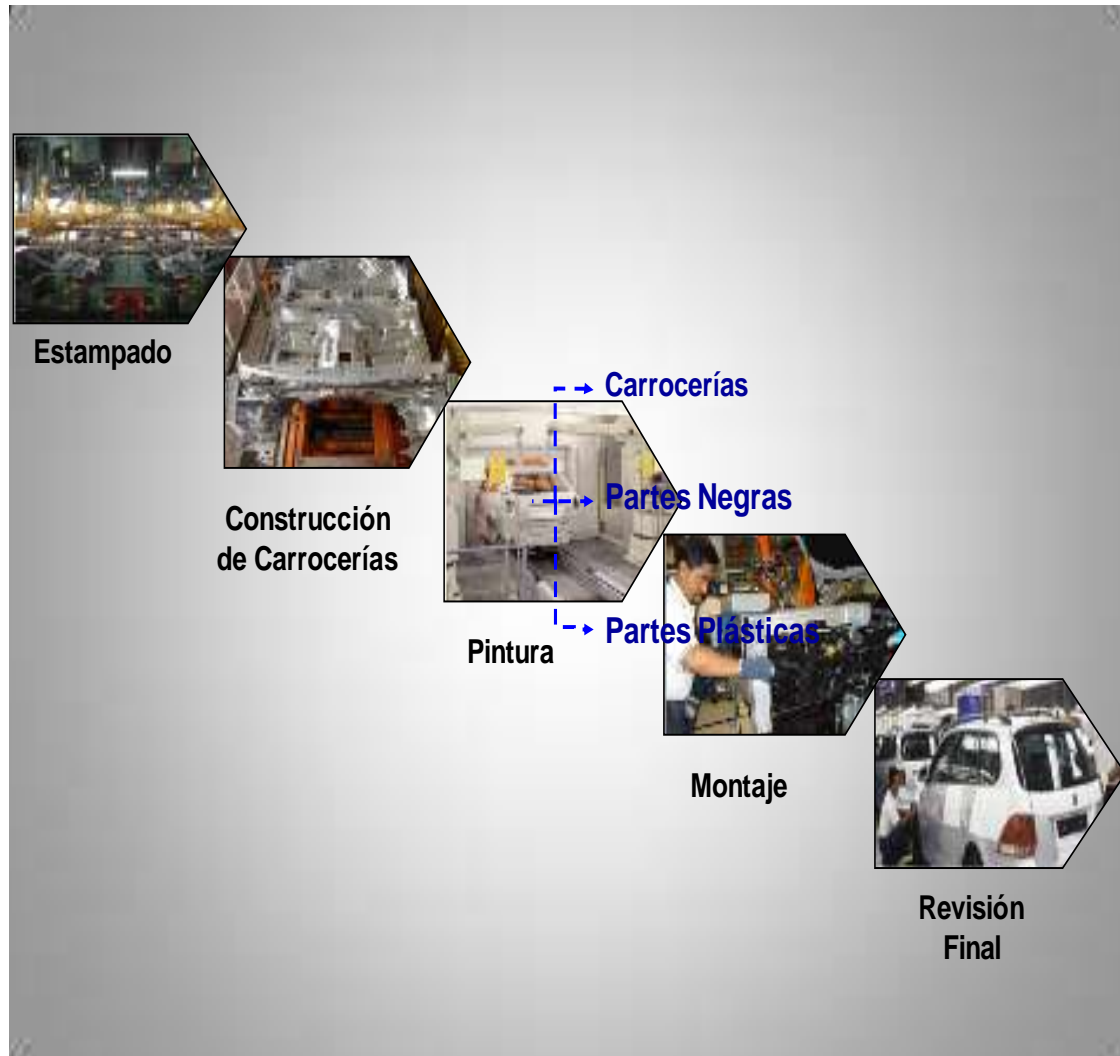 Estampado
Construcción
de Carrocerías
Carrocerías
Partes Negras
Partes Plásticas
Pintura
Montaje
Revisión
Final